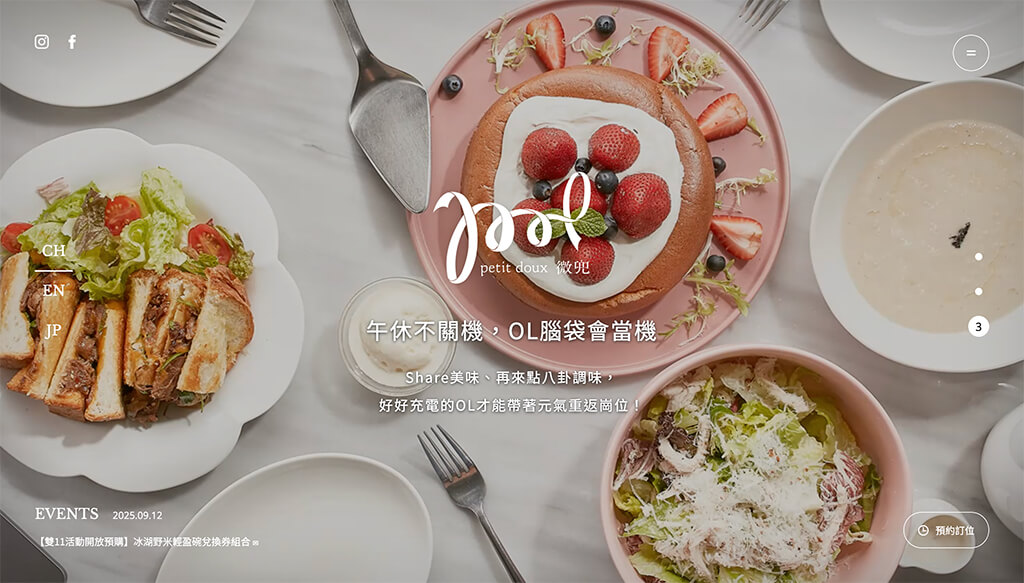 CH
EN
JP
petit doux 微兜
午休不關機，OL腦袋會當機
Share美味、再來點八卦調味，
好好充電的OL才能帶著元氣重返崗位！
3
EVENTS 2025.09.12
【雙11活動開放預購】冰湖野米輕盈碗兌換券組合
預約訂位